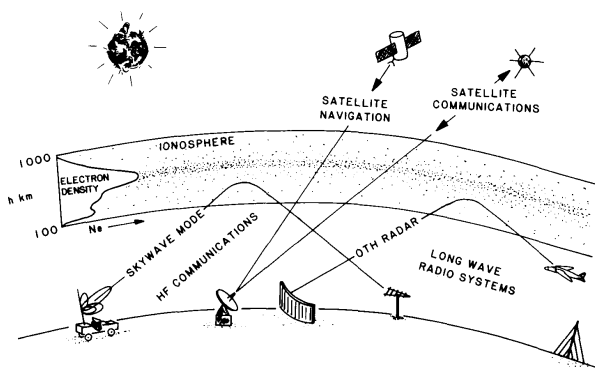 SATELLITE
NAVIGATION
SATELLITE
COMMUNICATIONS
IONOSPHERE
1000
ELECTRON
DENSITY
h km
100
Ne
SKYWAVE MODE
HF COMMUNICATIONS
OTH RADAR
LONG WAVE
RADIO SYSTEMS